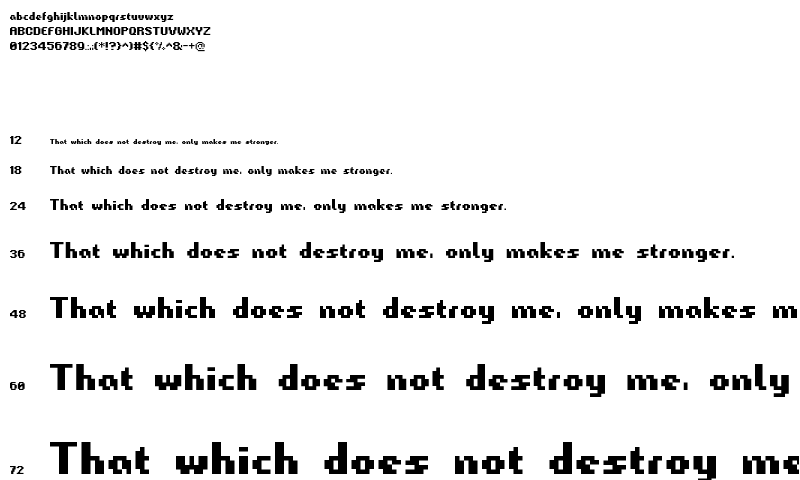 abcdefghijklmnopqrstuvwxyz
ABCDEFGHIJKLMNOPQRSTUVWXYZ
0123456789.:,;(*!?}^)#${%^&-+@
12 That which does not destroy me, only makes me stronger.
18 That which does not destroy me, only makes me stronger.
24 That which does not destroy me, only makes me stronger.
36 That which does not destroy me, only makes me stronger.
48 That which does not destroy me, only makes m
60 That which does not destroy me, only
72 That which does not destroy me